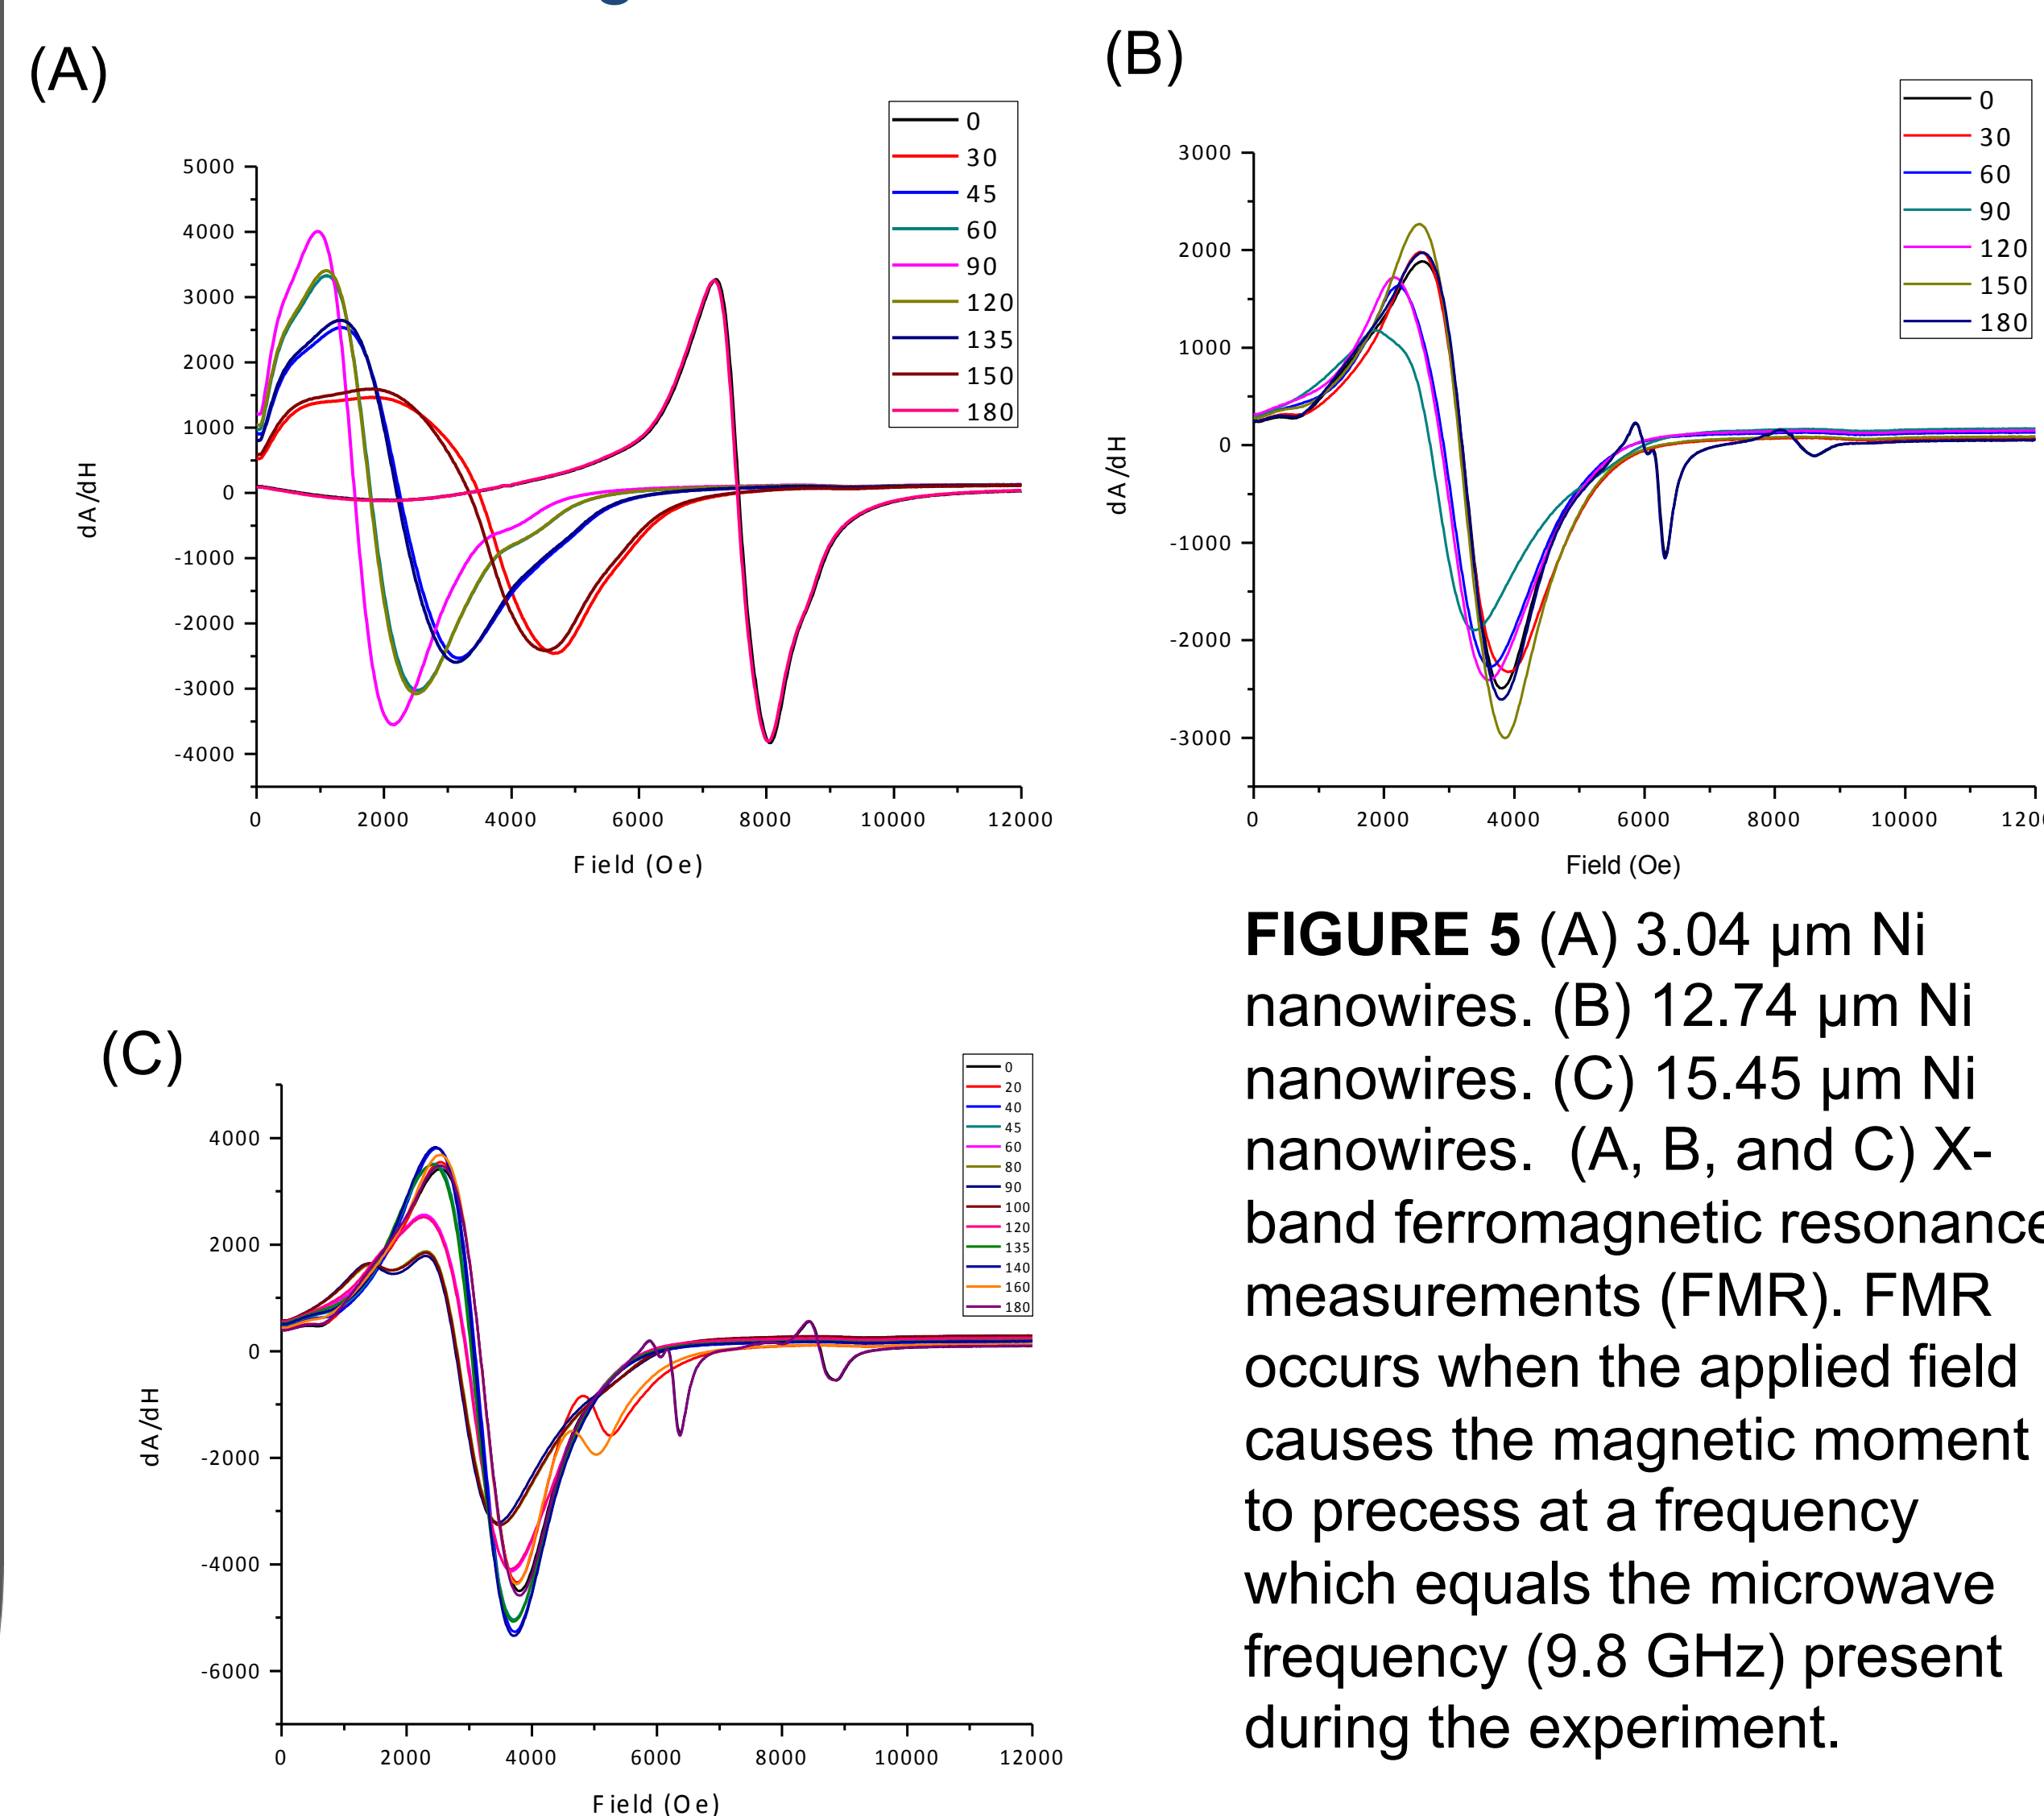 (A)
5000
4000
3000
2000
1000
0
-1000
-2000
-3000
-4000
dA/dH
0 2000 4000 6000 8000 10000 12000
Field (Oe)
0
30
45
60
90
120
135
150
180
(B)
3000
2000
1000
0
-1000
-2000
-3000
dA/dH
0 2000 4000 6000 8000 10000
Field (Oe)
0
30
60
90
120
150
180
(C)
4000
2000
0
-2000
-4000
-6000
dA/dH
0 2000 4000 6000 8000 10000 12000
Field (Oe)
0
20
40
45
60
80
90
100
120
135
140
160
180
FIGURE 5 (A) 3.04 µm Ni
nanowires. (B) 12.74 µm Ni
nanowires. (C) 15.45 µm Ni
nanowires. (A, B, and C) X-
band ferromagnetic resonance
measurements (FMR). FMR
occurs when the applied field
causes the magnetic moment
to precess at a frequency
which equals the microwave
frequency (9.8 GHz) present
during the experiment.